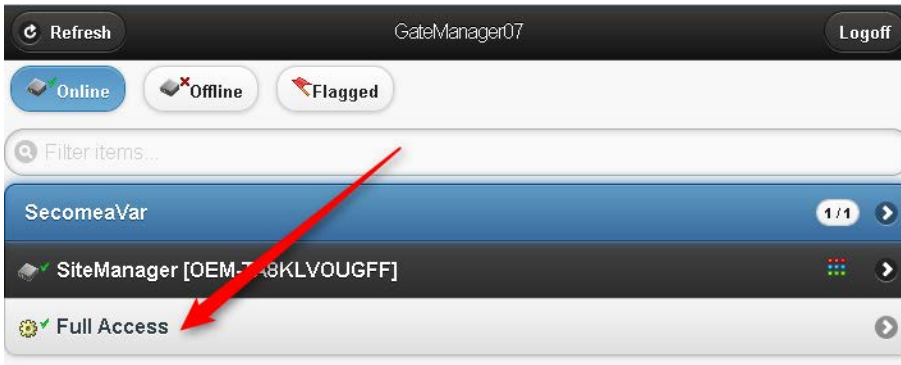 Refresh GateManager07 Logoff
Online Offline Flagged
Filter items...
SecomeaVar 1/1
SiteManager
Full Access